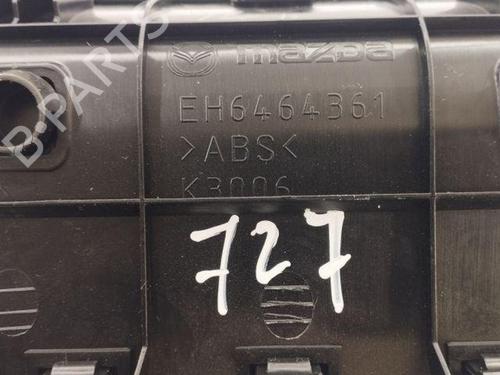 mazda
EH6464361
>ABS<
K3006
727
B-PARTS